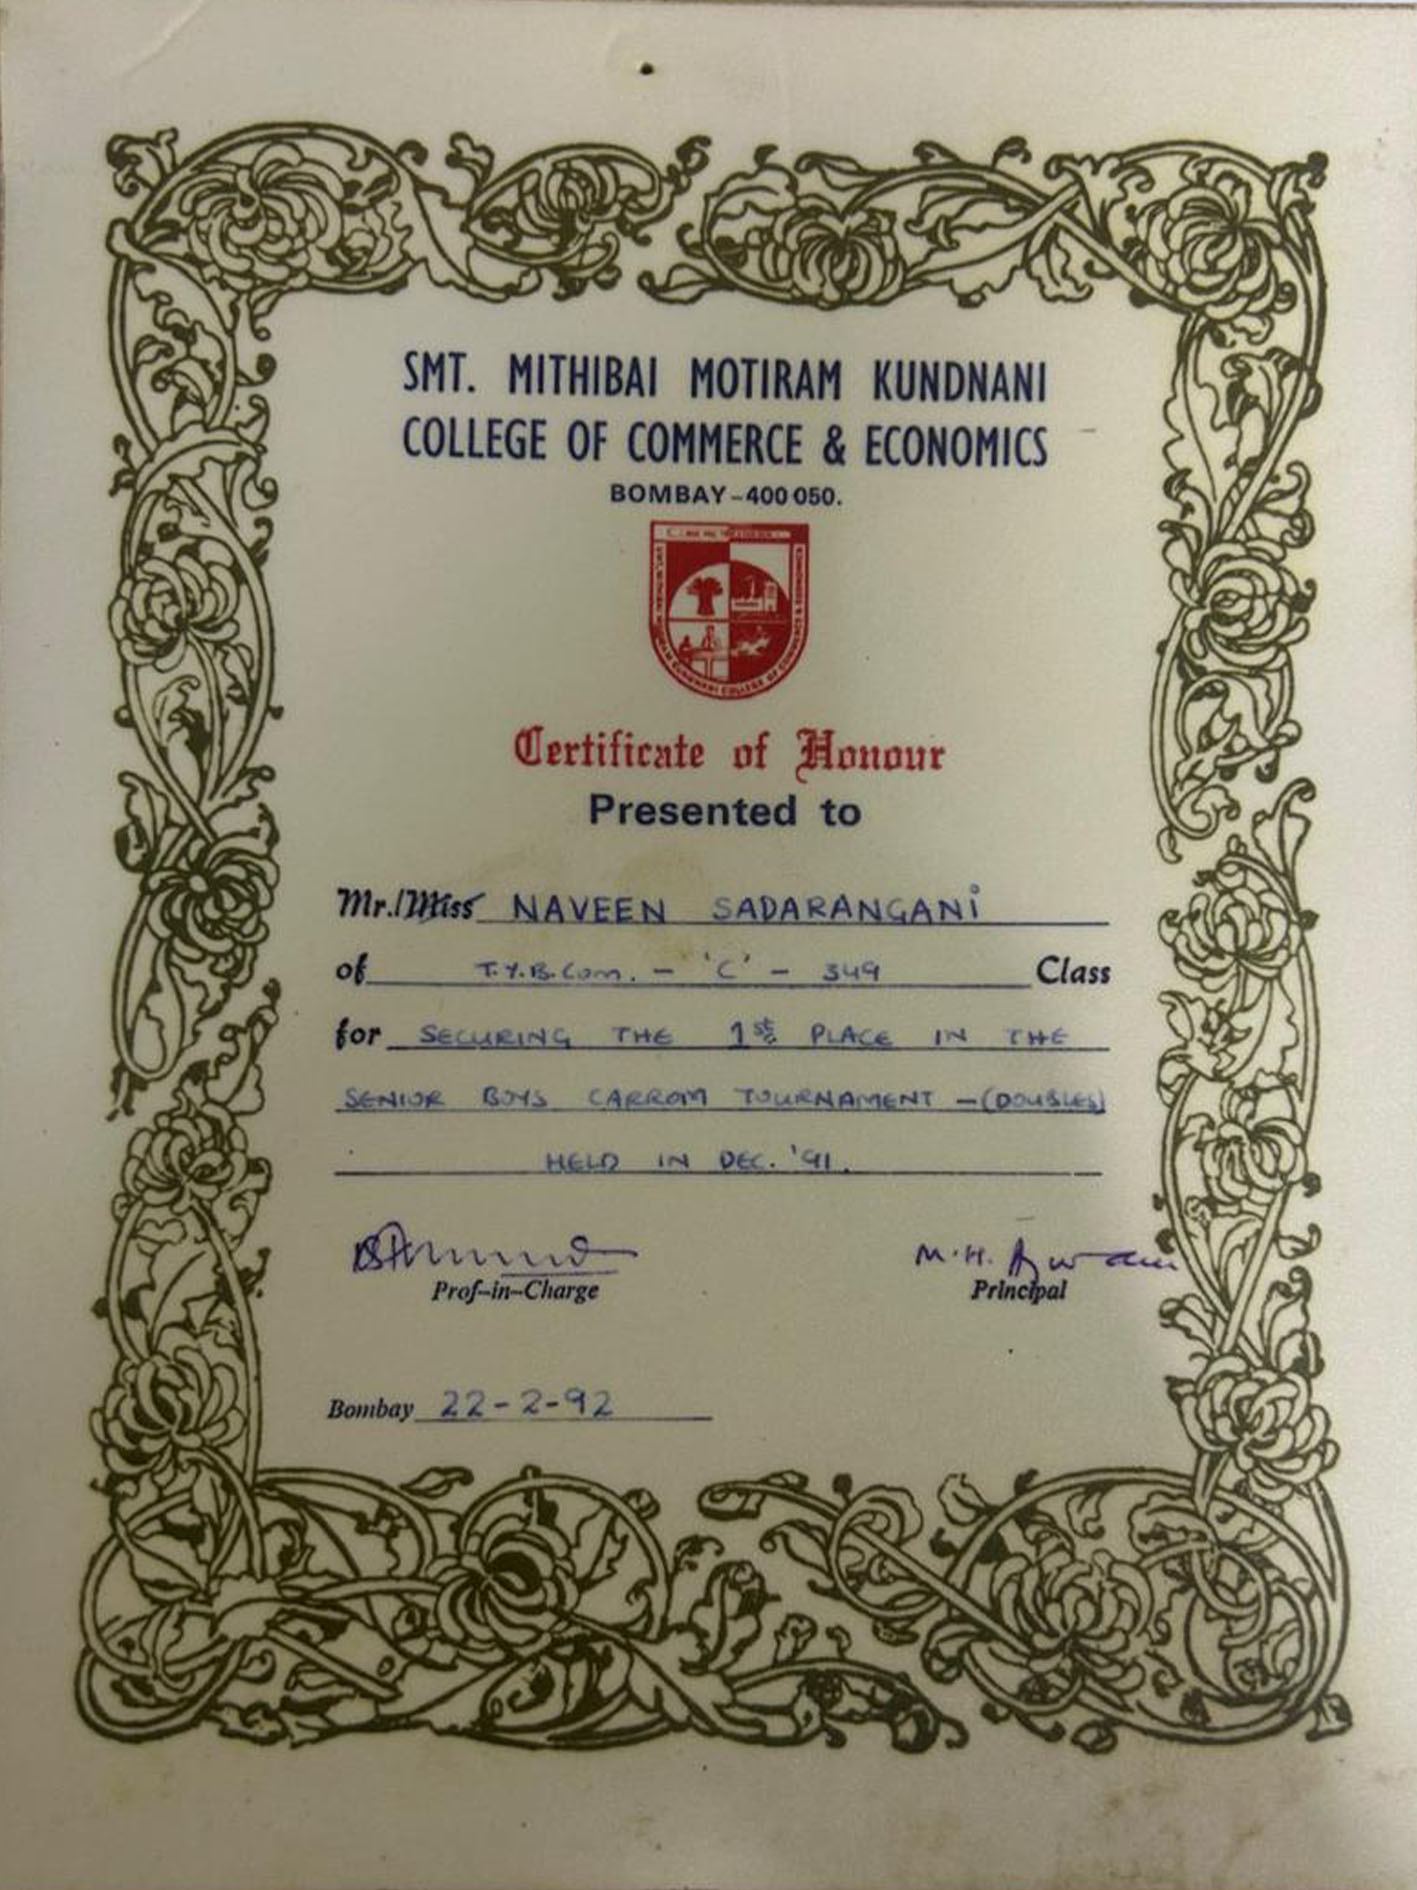 SMT. MITHIBAI MOTIRAM KUNDNANI
COLLEGE OF COMMERCE & ECONOMICS
BOMBAY-400 050.
Certificate of Honour
Presented to
Mr./Miss NAVEEN SADARANGANI
of T.Y.B.Com. - 'C' - 349 Class
for SECURING THE 1st PLACE IN THE
SENIOR BOYS CARROM TOURNAMENT -(DOUBLES)
HELD IN DEC. '91.
M.H.
Prof-in-Charge Principal
Bombay 22-2-92